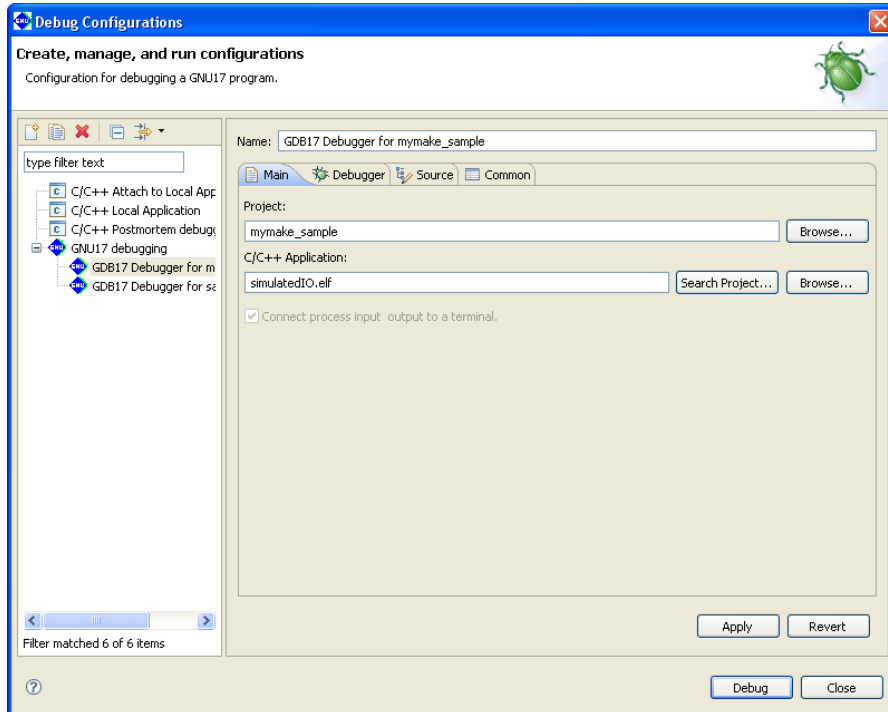 Debug Configurations
Create, manage, and run configurations
Configuration for debugging a GNU17 program.
type filter text
C/C++ Attach to Local App
C/C++ Local Application
C/C++ Postmortem debugg
GNU17 debugging
GDB17 Debugger for m
GDB17 Debugger for sa
Filter matched 6 of 6 items
Name: GDB17 Debugger for mymake_sample
Main Debugger Source Common
Project:
mymake_sample Browse...
C/C++ Application:
simulatedIO.elf Search Project... Browse...
Connect process input output to a terminal.
Apply Revert
Debug Close